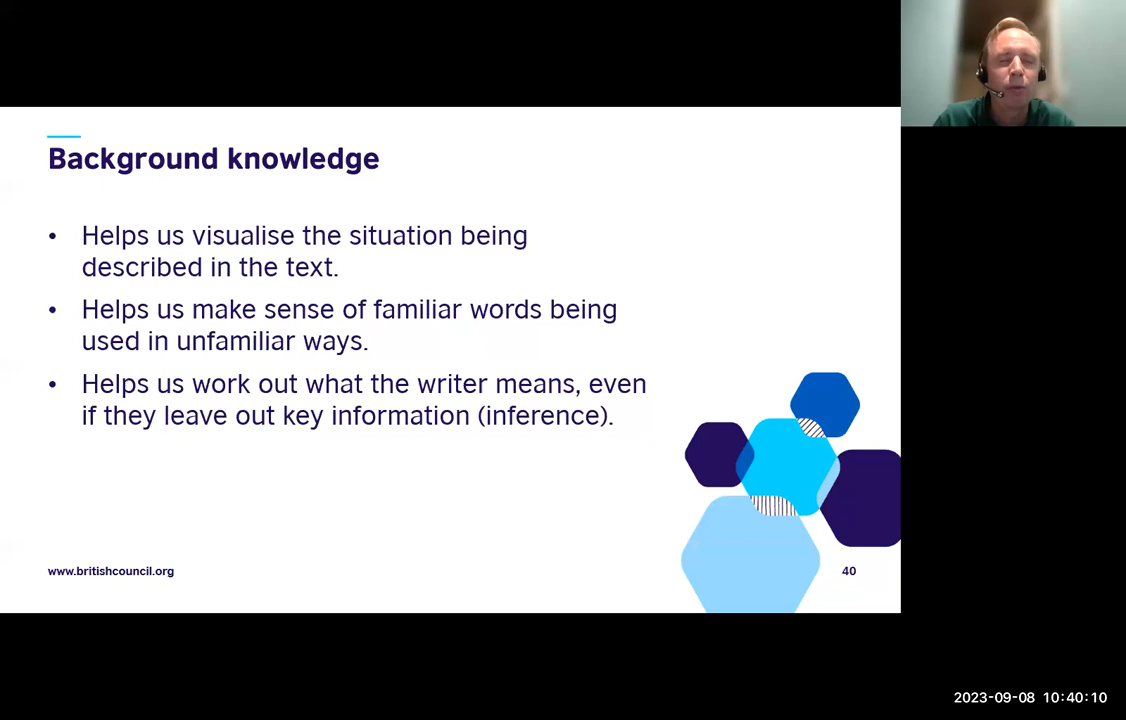 Background knowledge
• Helps us visualise the situation being
described in the text.
• Helps us make sense of familiar words being
used in unfamiliar ways.
• Helps us work out what the writer means, even
if they leave out key information (inference).
www.britishcouncil.org
40
2023-09-08 10:40:10